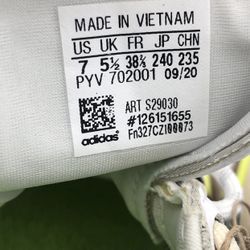 MADE IN VIETNAM
US UK FR JP CHN
7 5½ 38⅔ 240 235
PYV 702001 09/20
ART S29030
#126151655
Fn327CZI00073
adidas